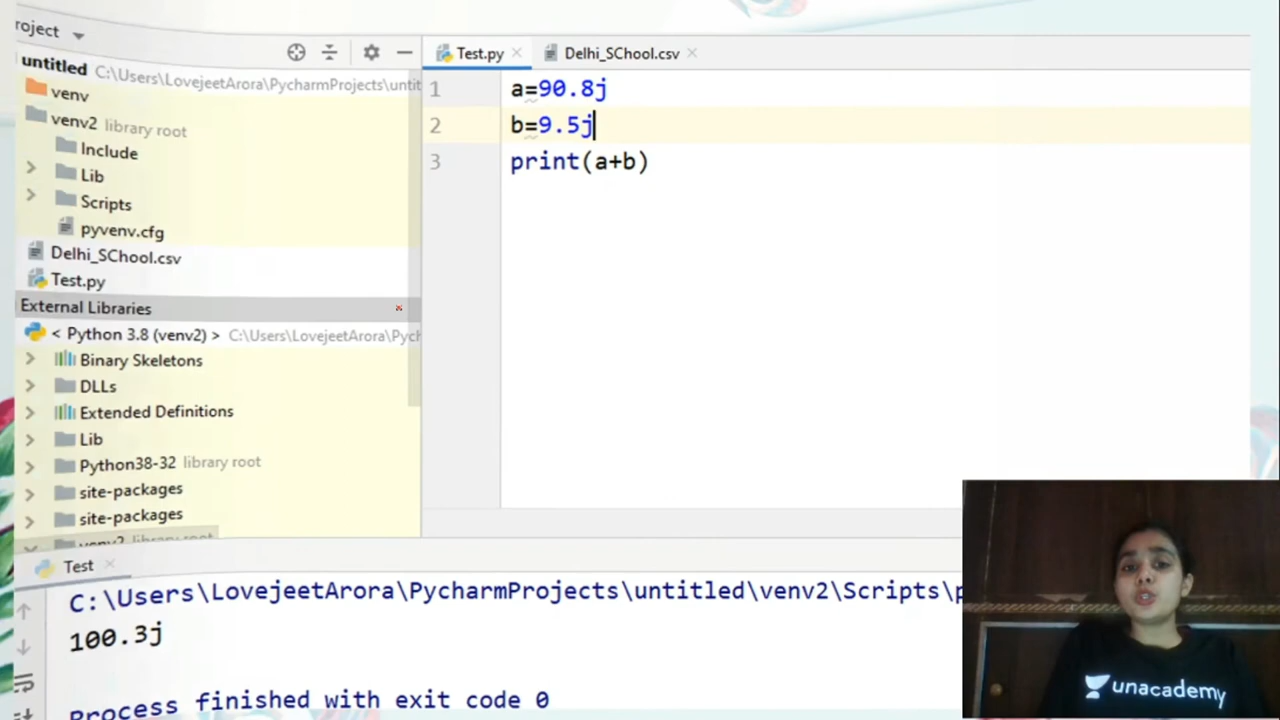 roject
untitled C:\Users\LovejeetArora\PycharmProjects\untit
venv
venv2 library root
Include
Lib
Scripts
pyvenv.cfg
Delhi_SChool.csv
Test.py
External Libraries
< Python 3.8 (venv2) > C:\Users\LovejeetArora\Pych
Binary Skeletons
DLLs
Extended Definitions
Lib
Python38-32 library root
site-packages
site-packages
venv2 library root
Test.py
Delhi_SChool.csv
1 a=90.8j
2 b=9.5j
3 print(a+b)
Test
C:\Users\LovejeetArora\PycharmProjects\untitled\venv2\Scripts\p
100.3j
Process finished with exit code 0
unacademy